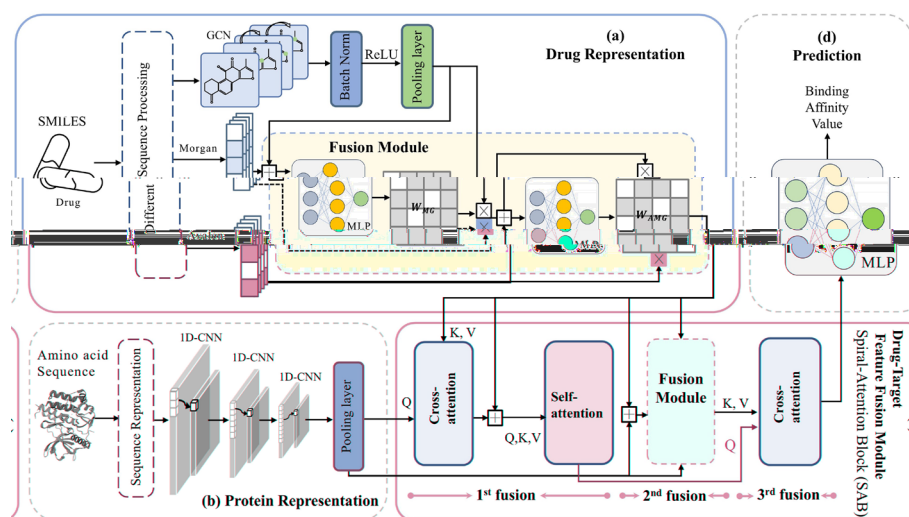 (a)
Drug Representation
GCN
ReLU
Batch Norm
Pooling layer
SMILES
Drug
Different Sequence Processing
Morgan
Fusion Module
MLP
W_MG
W_AMG
(d)
Prediction
Binding
Affinity
Value
MLP
Amino acid
Sequence
Sequence Representation
1D-CNN
1D-CNN
1D-CNN
Pooling layer
(b) Protein Representation
Q
K, V
Cross-
attention
Q,K,V
Self-
attention
Fusion
Module
K, V
Q
Cross-
attention
1st fusion
2nd fusion
3rd fusion
Drug-Target
Feature Fusion Module
Spiral-Attention Block (SAB)